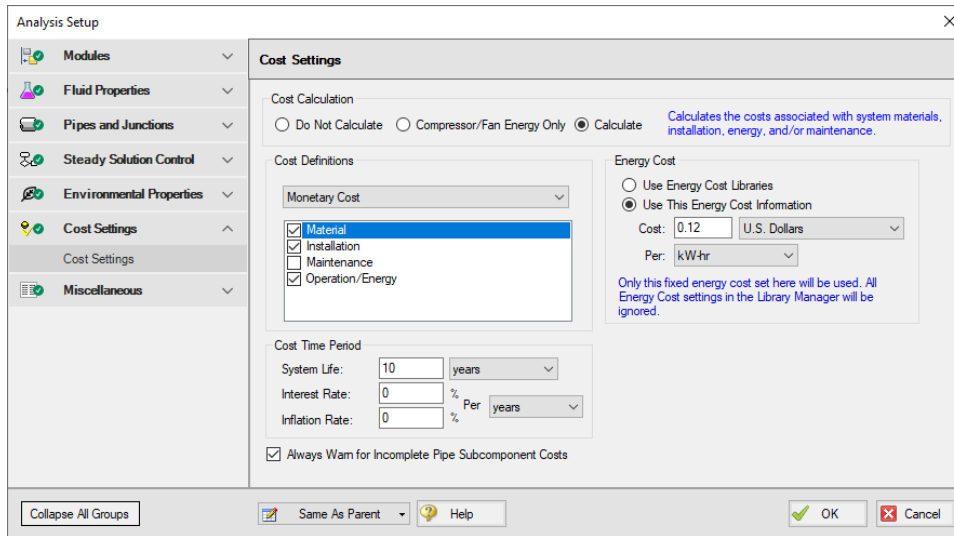 Analysis Setup
Modules
Fluid Properties
Pipes and Junctions
Steady Solution Control
Environmental Properties
Cost Settings
Cost Settings
Miscellaneous
Collapse All Groups
Cost Settings
Cost Calculation
Do Not Calculate Compressor/Fan Energy Only Calculate
Calculates the costs associated with system materials,
installation, energy, and/or maintenance.
Cost Definitions
Monetary Cost
Material
Installation
Maintenance
Operation/Energy
Energy Cost
Use Energy Cost Libraries
Use This Energy Cost Information
Cost: 0.12 U.S. Dollars
Per: kW-hr
Only this fixed energy cost set here will be used. All
Energy Cost settings in the Library Manager will be
ignored.
Cost Time Period
System Life: 10 years
Interest Rate: 0 %
Per years
Inflation Rate: 0 %
Always Warn for Incomplete Pipe Subcomponent Costs
Same As Parent Help OK Cancel